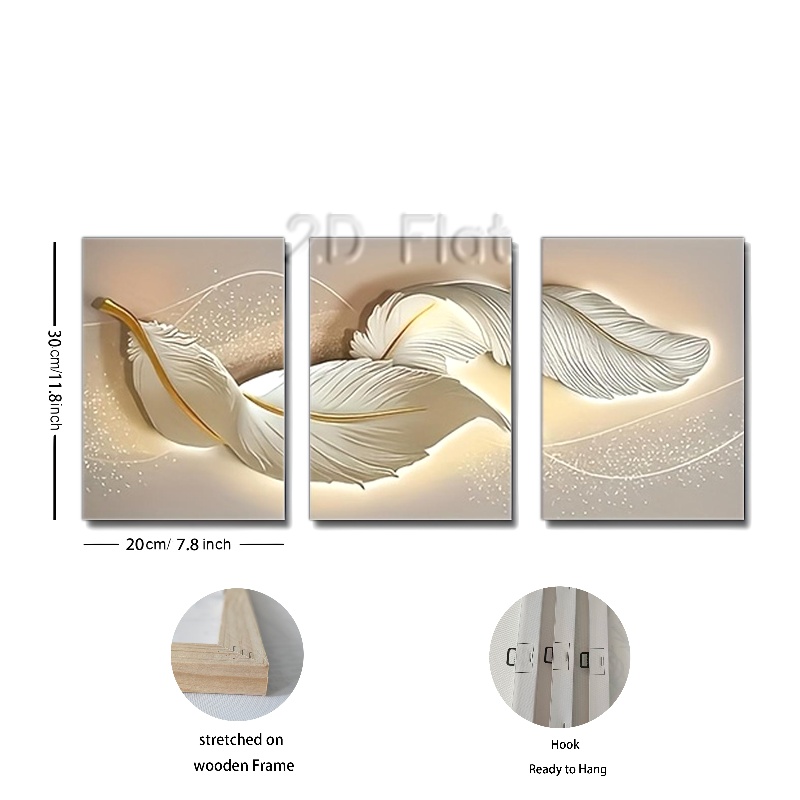 2D Flat
30cm/11.8inch
20cm/ 7.8 inch
stretched on
wooden Frame
Hook
Ready to Hang